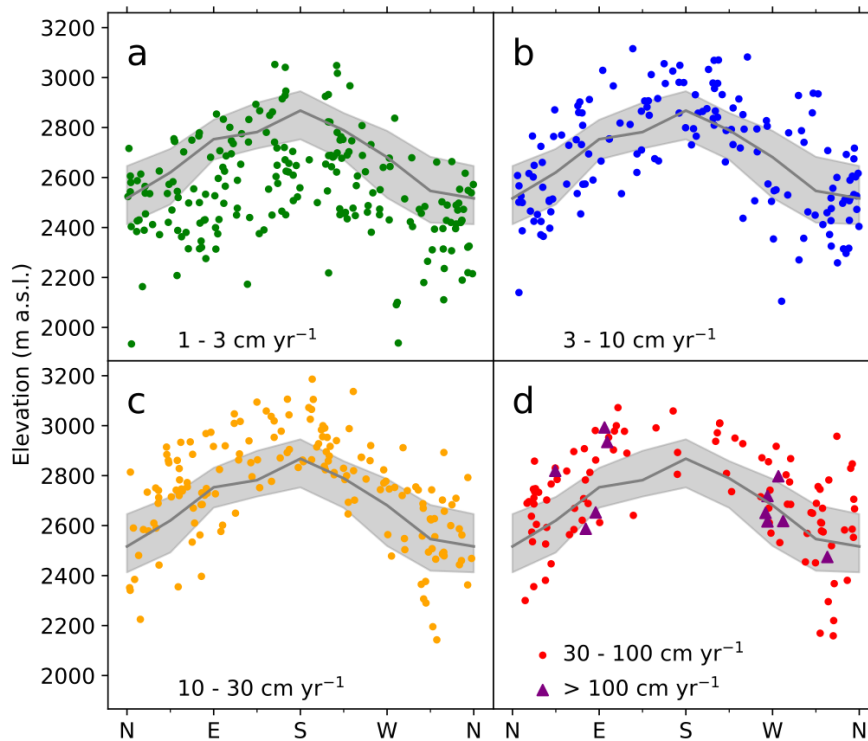 Elevation (m a.s.l.)
3200
3000
2800
2600
2400
2200
2000
a
1 - 3 cm yr⁻¹
b
3 - 10 cm yr⁻¹
3200
3000
2800
2600
2400
2200
2000
c
10 - 30 cm yr⁻¹
d
30 - 100 cm yr⁻¹
> 100 cm yr⁻¹
N E S W N
N E S W N